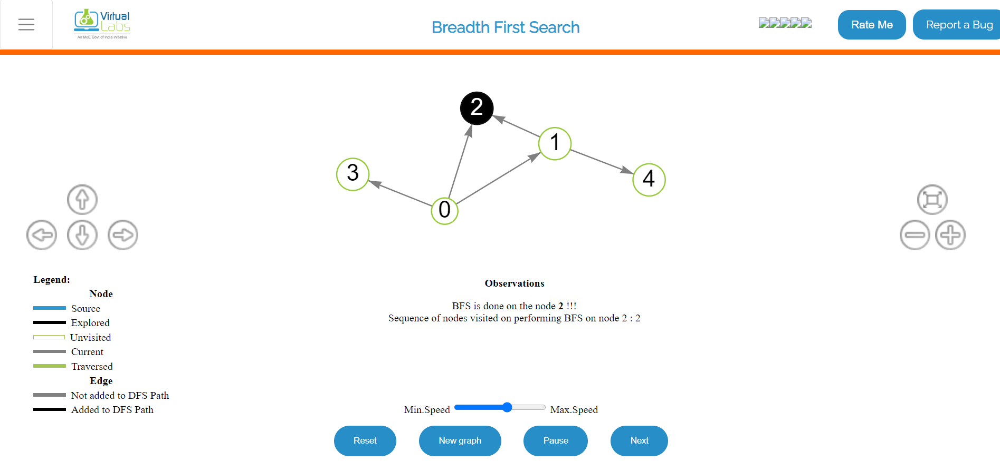 Virtual
Labs
An MoE Govt of India Initiative
Breadth First Search
Rate Me
Report a Bug
2
1
3
4
0
Legend:
Node
Source
Explored
Unvisited
Current
Traversed
Edge
Not added to DFS Path
Added to DFS Path
Observations
BFS is done on the node 2 !!!
Sequence of nodes visited on performing BFS on node 2 : 2
Min.Speed
Max.Speed
Reset
New graph
Pause
Next